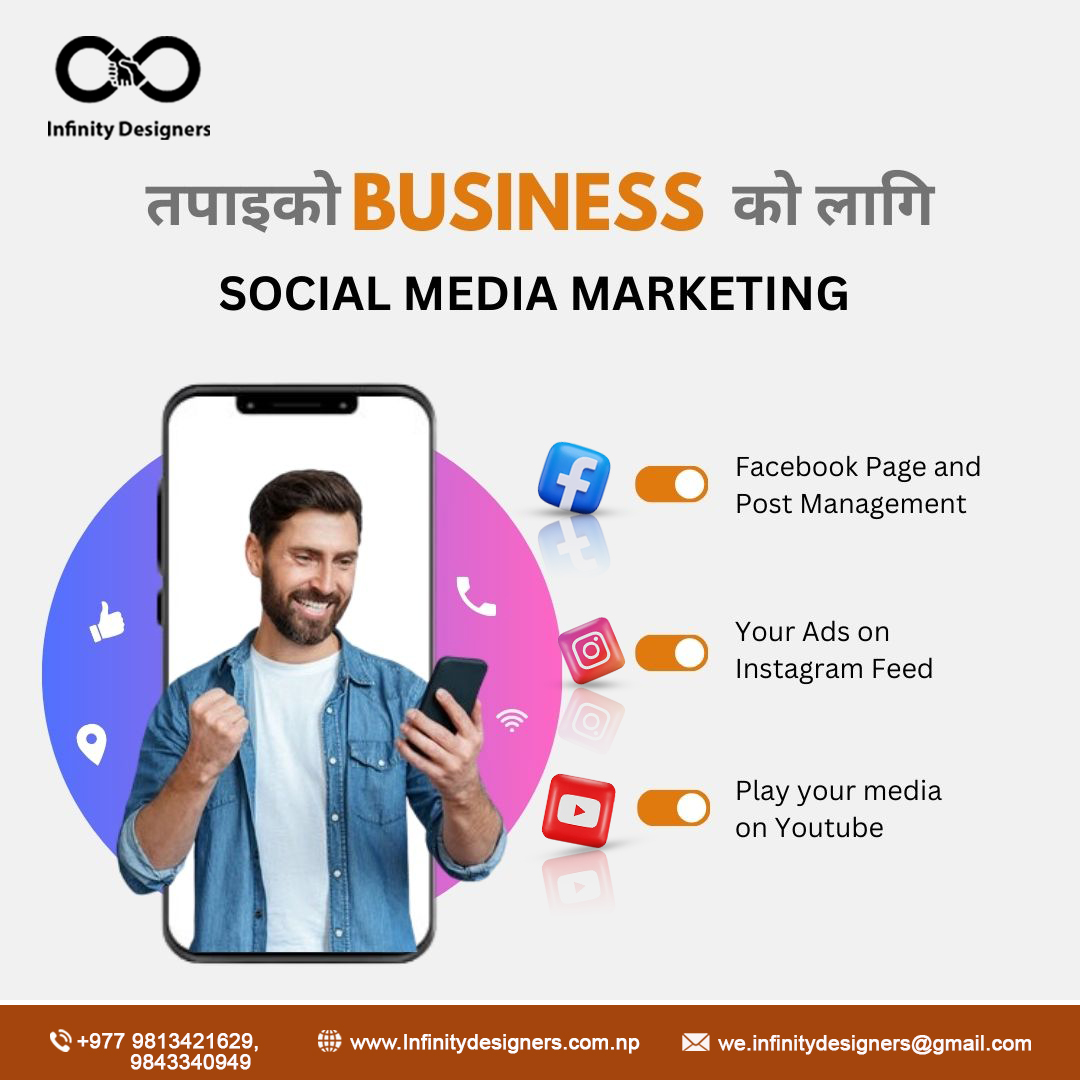 Infinity Designers
तपाइको BUSINESS को लागि
SOCIAL MEDIA MARKETING
Facebook Page and
Post Management
Your Ads on
Instagram Feed
Play your media
on Youtube
+977 9813421629,
9843340949
www.Infinitydesigners.com.np
we.infinitydesigners@gmail.com